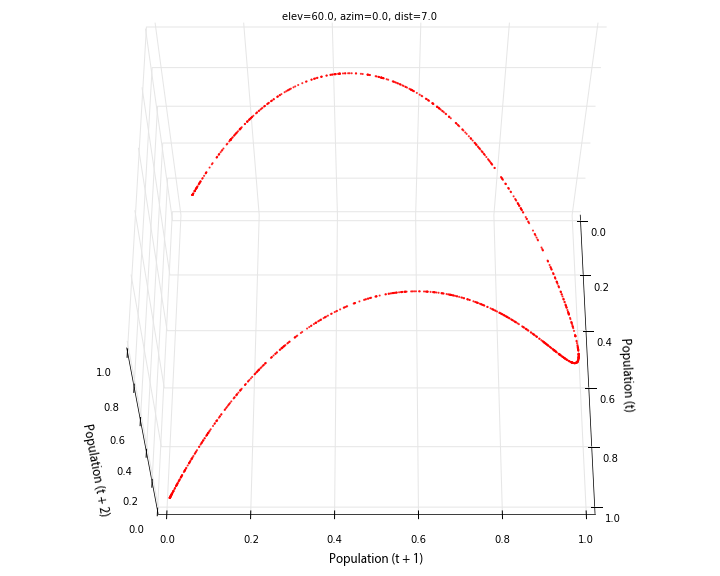 elev=60.0, azim=0.0, dist=7.0
0.0
0.2
0.4
0.6
0.8
1.0
Population (t)
1.0
0.8
0.6
0.4
0.2
0.0
Population (t + 2)
0.0 0.2 0.4 0.6 0.8 1.0
Population (t + 1)